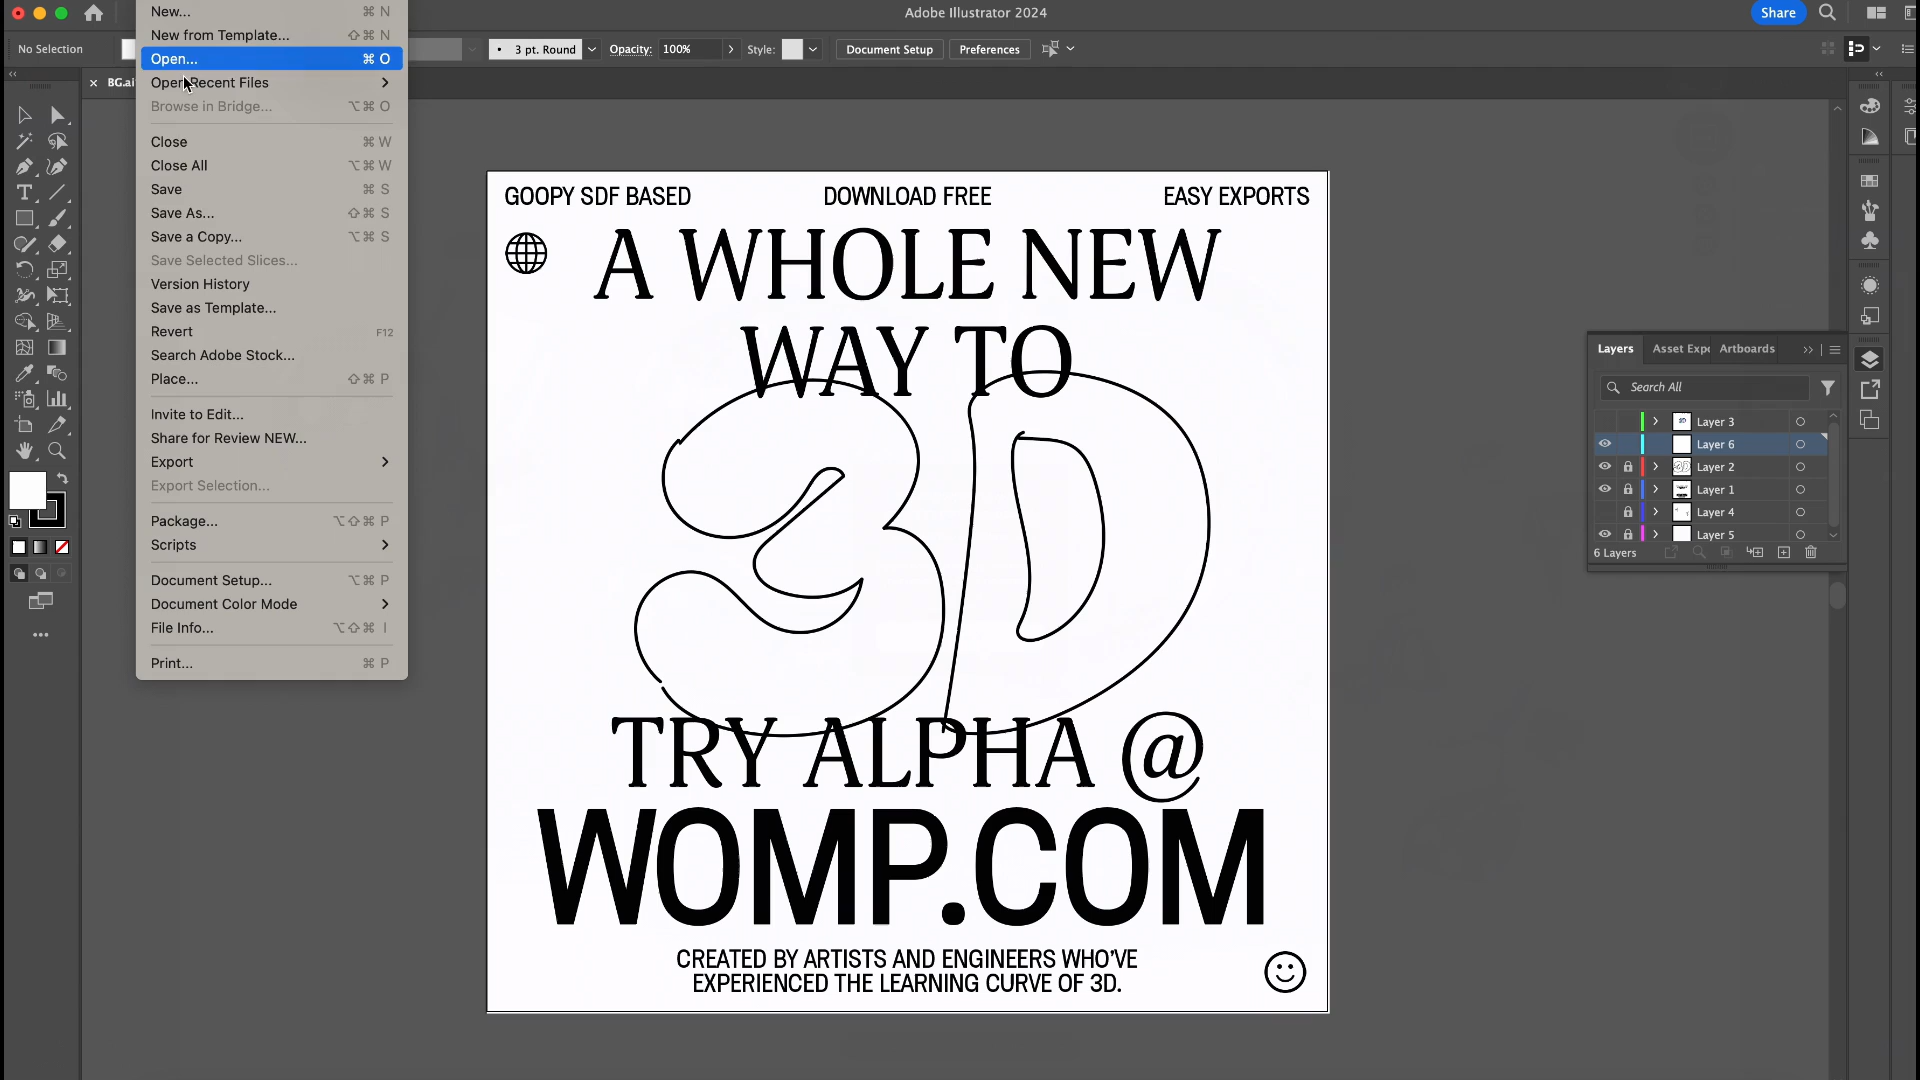 Adobe Illustrator 2024
Share
No Selection
3 pt. Round
Opacity:
100%
Style:
Document Setup
Preferences
BG.ai
New...
⌘ N
New from Template...
⇧⌘ N
Open...
⌘ O
Open Recent Files
Browse in Bridge...
⌥⌘ O
Close
⌘ W
Close All
⌥⌘ W
Save
⌘ S
Save As...
⇧⌘ S
Save a Copy...
⌥⌘ S
Save Selected Slices...
Version History
Save as Template...
Revert
F12
Search Adobe Stock...
Place...
⇧⌘ P
Invite to Edit...
Share for Review NEW...
Export
Export Selection...
Package...
⌥⇧⌘ P
Scripts
Document Setup...
⌥⌘ P
Document Color Mode
File Info...
⌥⇧⌘ I
Print...
⌘ P
GOOPY SDF BASED
DOWNLOAD FREE
EASY EXPORTS
A WHOLE NEW
WAY TO
3D
TRY ALPHA @
WOMP.COM
CREATED BY ARTISTS AND ENGINEERS WHO'VE
EXPERIENCED THE LEARNING CURVE OF 3D.
Layers
Asset Expo
Artboards
Search All
Layer 3
Layer 6
Layer 2
Layer 1
Layer 4
Layer 5
6 Layers